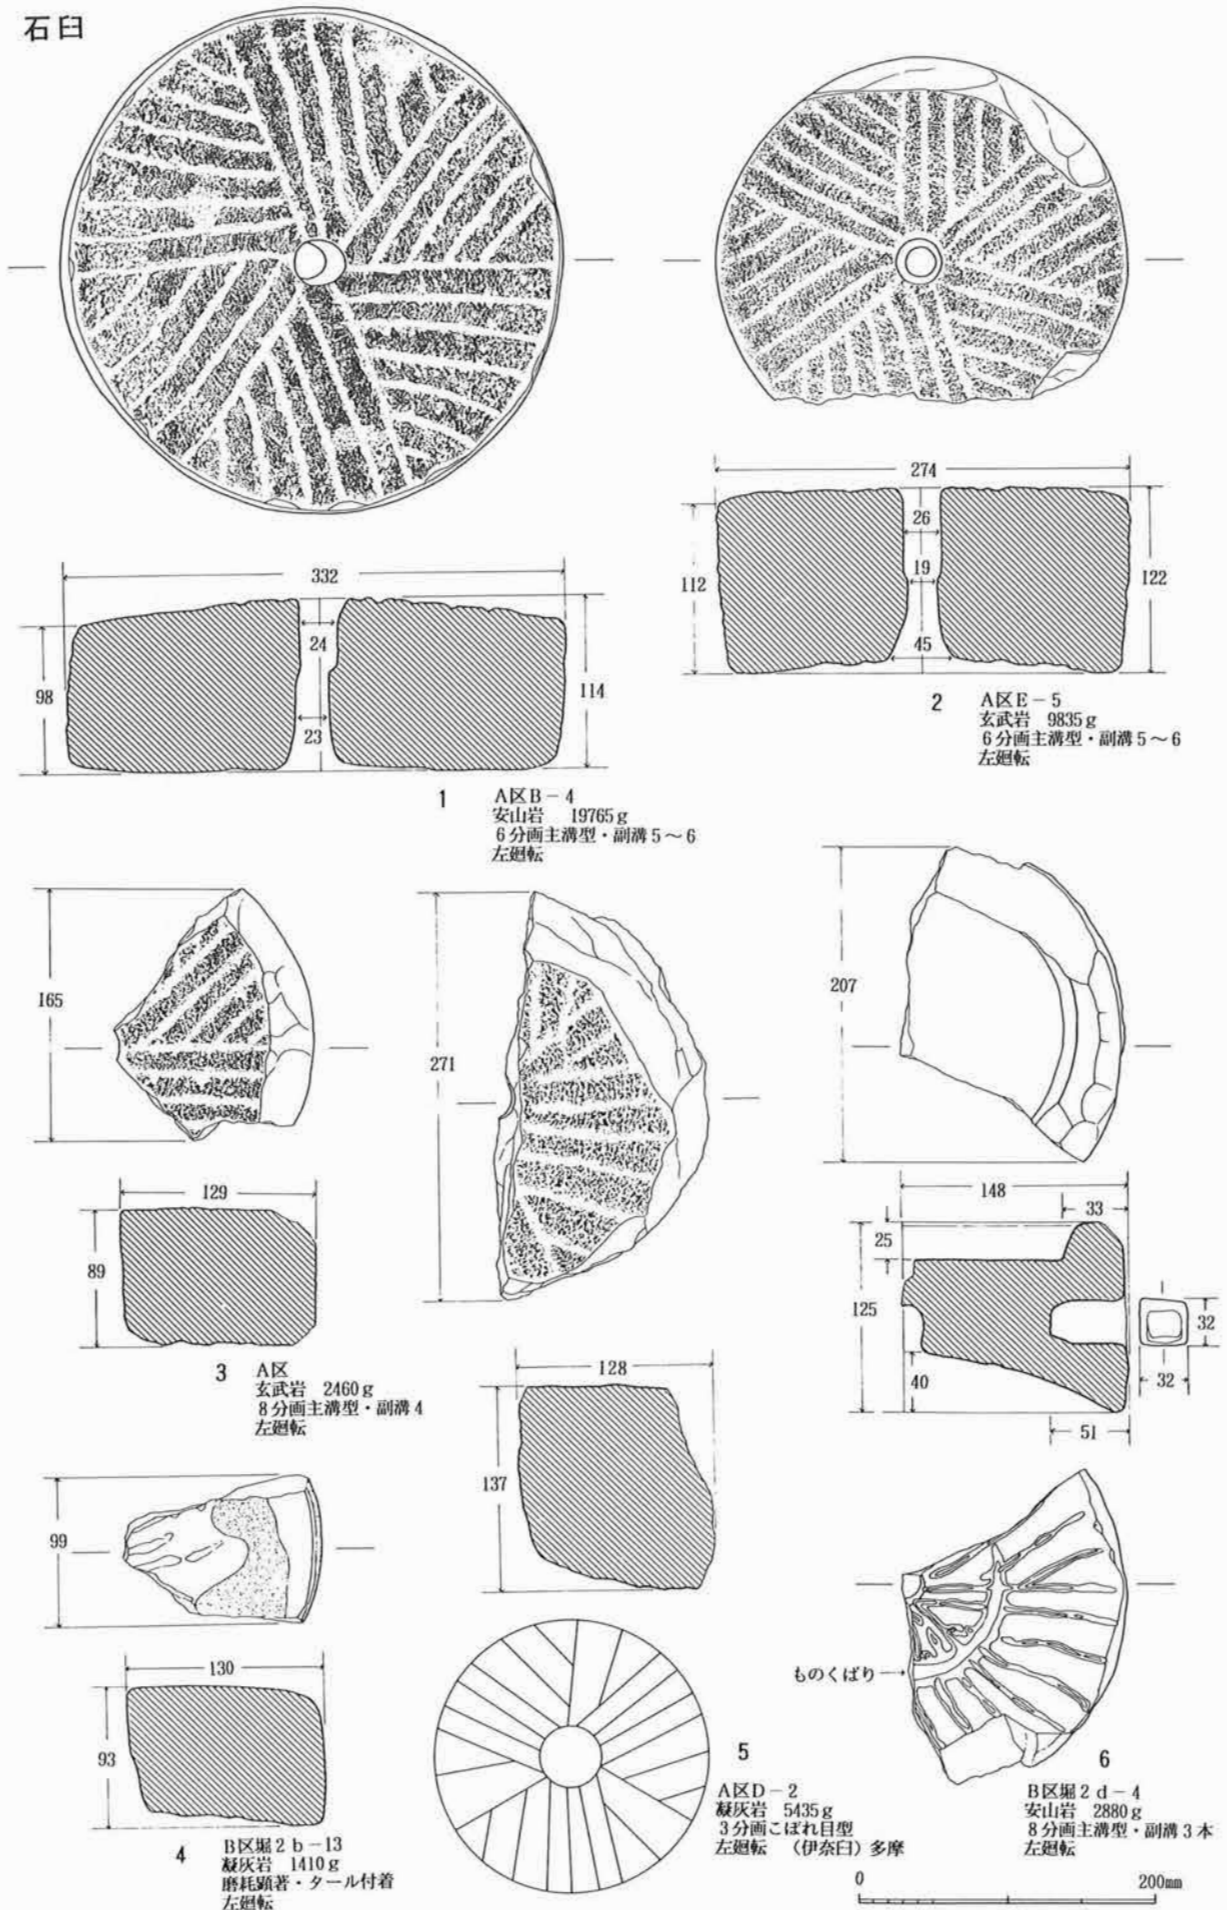 石臼
274
26
19
112
122
45
2
A区E-5
玄武岩 9835g
6分画主溝型・副溝5～6
左廻転
332
24
98
114
23
1
A区B-4
安山岩 19765g
6分画主溝型・副溝5～6
左廻転
165
129
89
3
A区
玄武岩 2460g
8分画主溝型・副溝4
左廻転
271
128
137
207
148
33
25
125
32
32
40
51
99
130
93
4
B区堀2b-13
凝灰岩 1410g
磨耗顕著・タール付着
左廻転
5
A区D-2
凝灰岩 5435g
3分画こぼれ目型
左廻転 （伊奈臼）多摩
ものくばり
6
B区堀2d-4
安山岩 2880g
8分画主溝型・副溝3本
左廻転
0
200mm